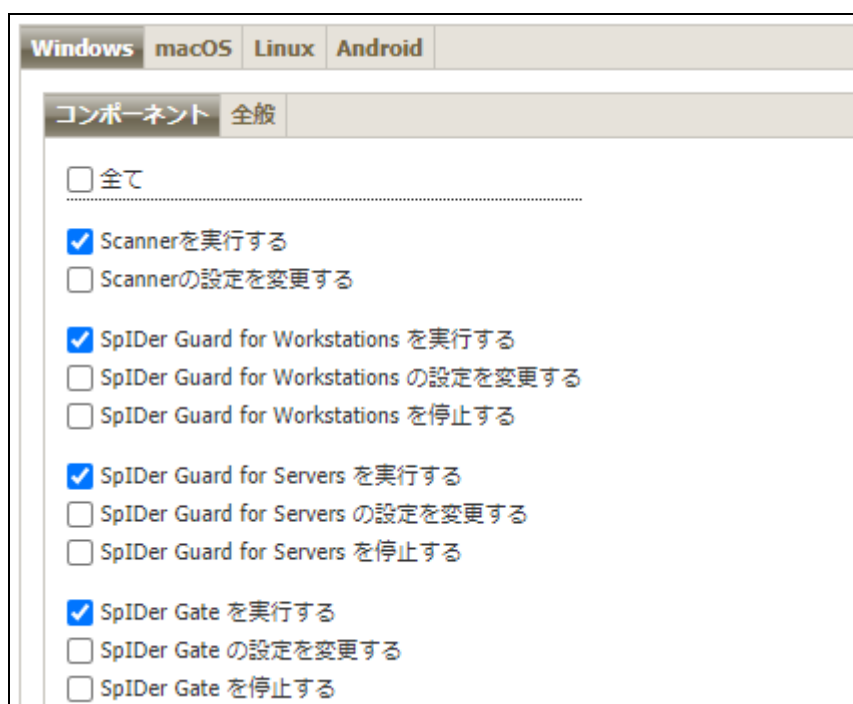 Windows macOS Linux Android
コンポーネント 全般
全て
Scannerを実行する
Scannerの設定を変更する
SpIDer Guard for Workstations を実行する
SpIDer Guard for Workstations の設定を変更する
SpIDer Guard for Workstations を停止する
SpIDer Guard for Servers を実行する
SpIDer Guard for Servers の設定を変更する
SpIDer Guard for Servers を停止する
SpIDer Gate を実行する
SpIDer Gate の設定を変更する
SpIDer Gate を停止する